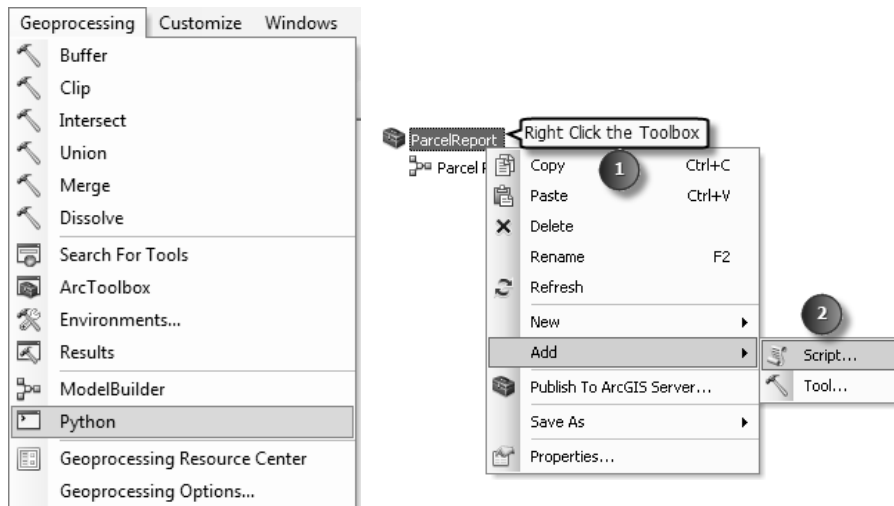 Geoprocessing Customize Windows
Buffer
Clip
Intersect
Union
Merge
Dissolve
Search For Tools
ArcToolbox
Environments...
Results
ModelBuilder
Python
Geoprocessing Resource Center
Geoprocessing Options...
ParcelReport
Right Click the Toolbox
Parcel
1
Copy Ctrl+C
Paste Ctrl+V
Delete
Rename F2
Refresh
New
Add
Publish To ArcGIS Server...
Save As
Properties...
2
Script...
Tool...